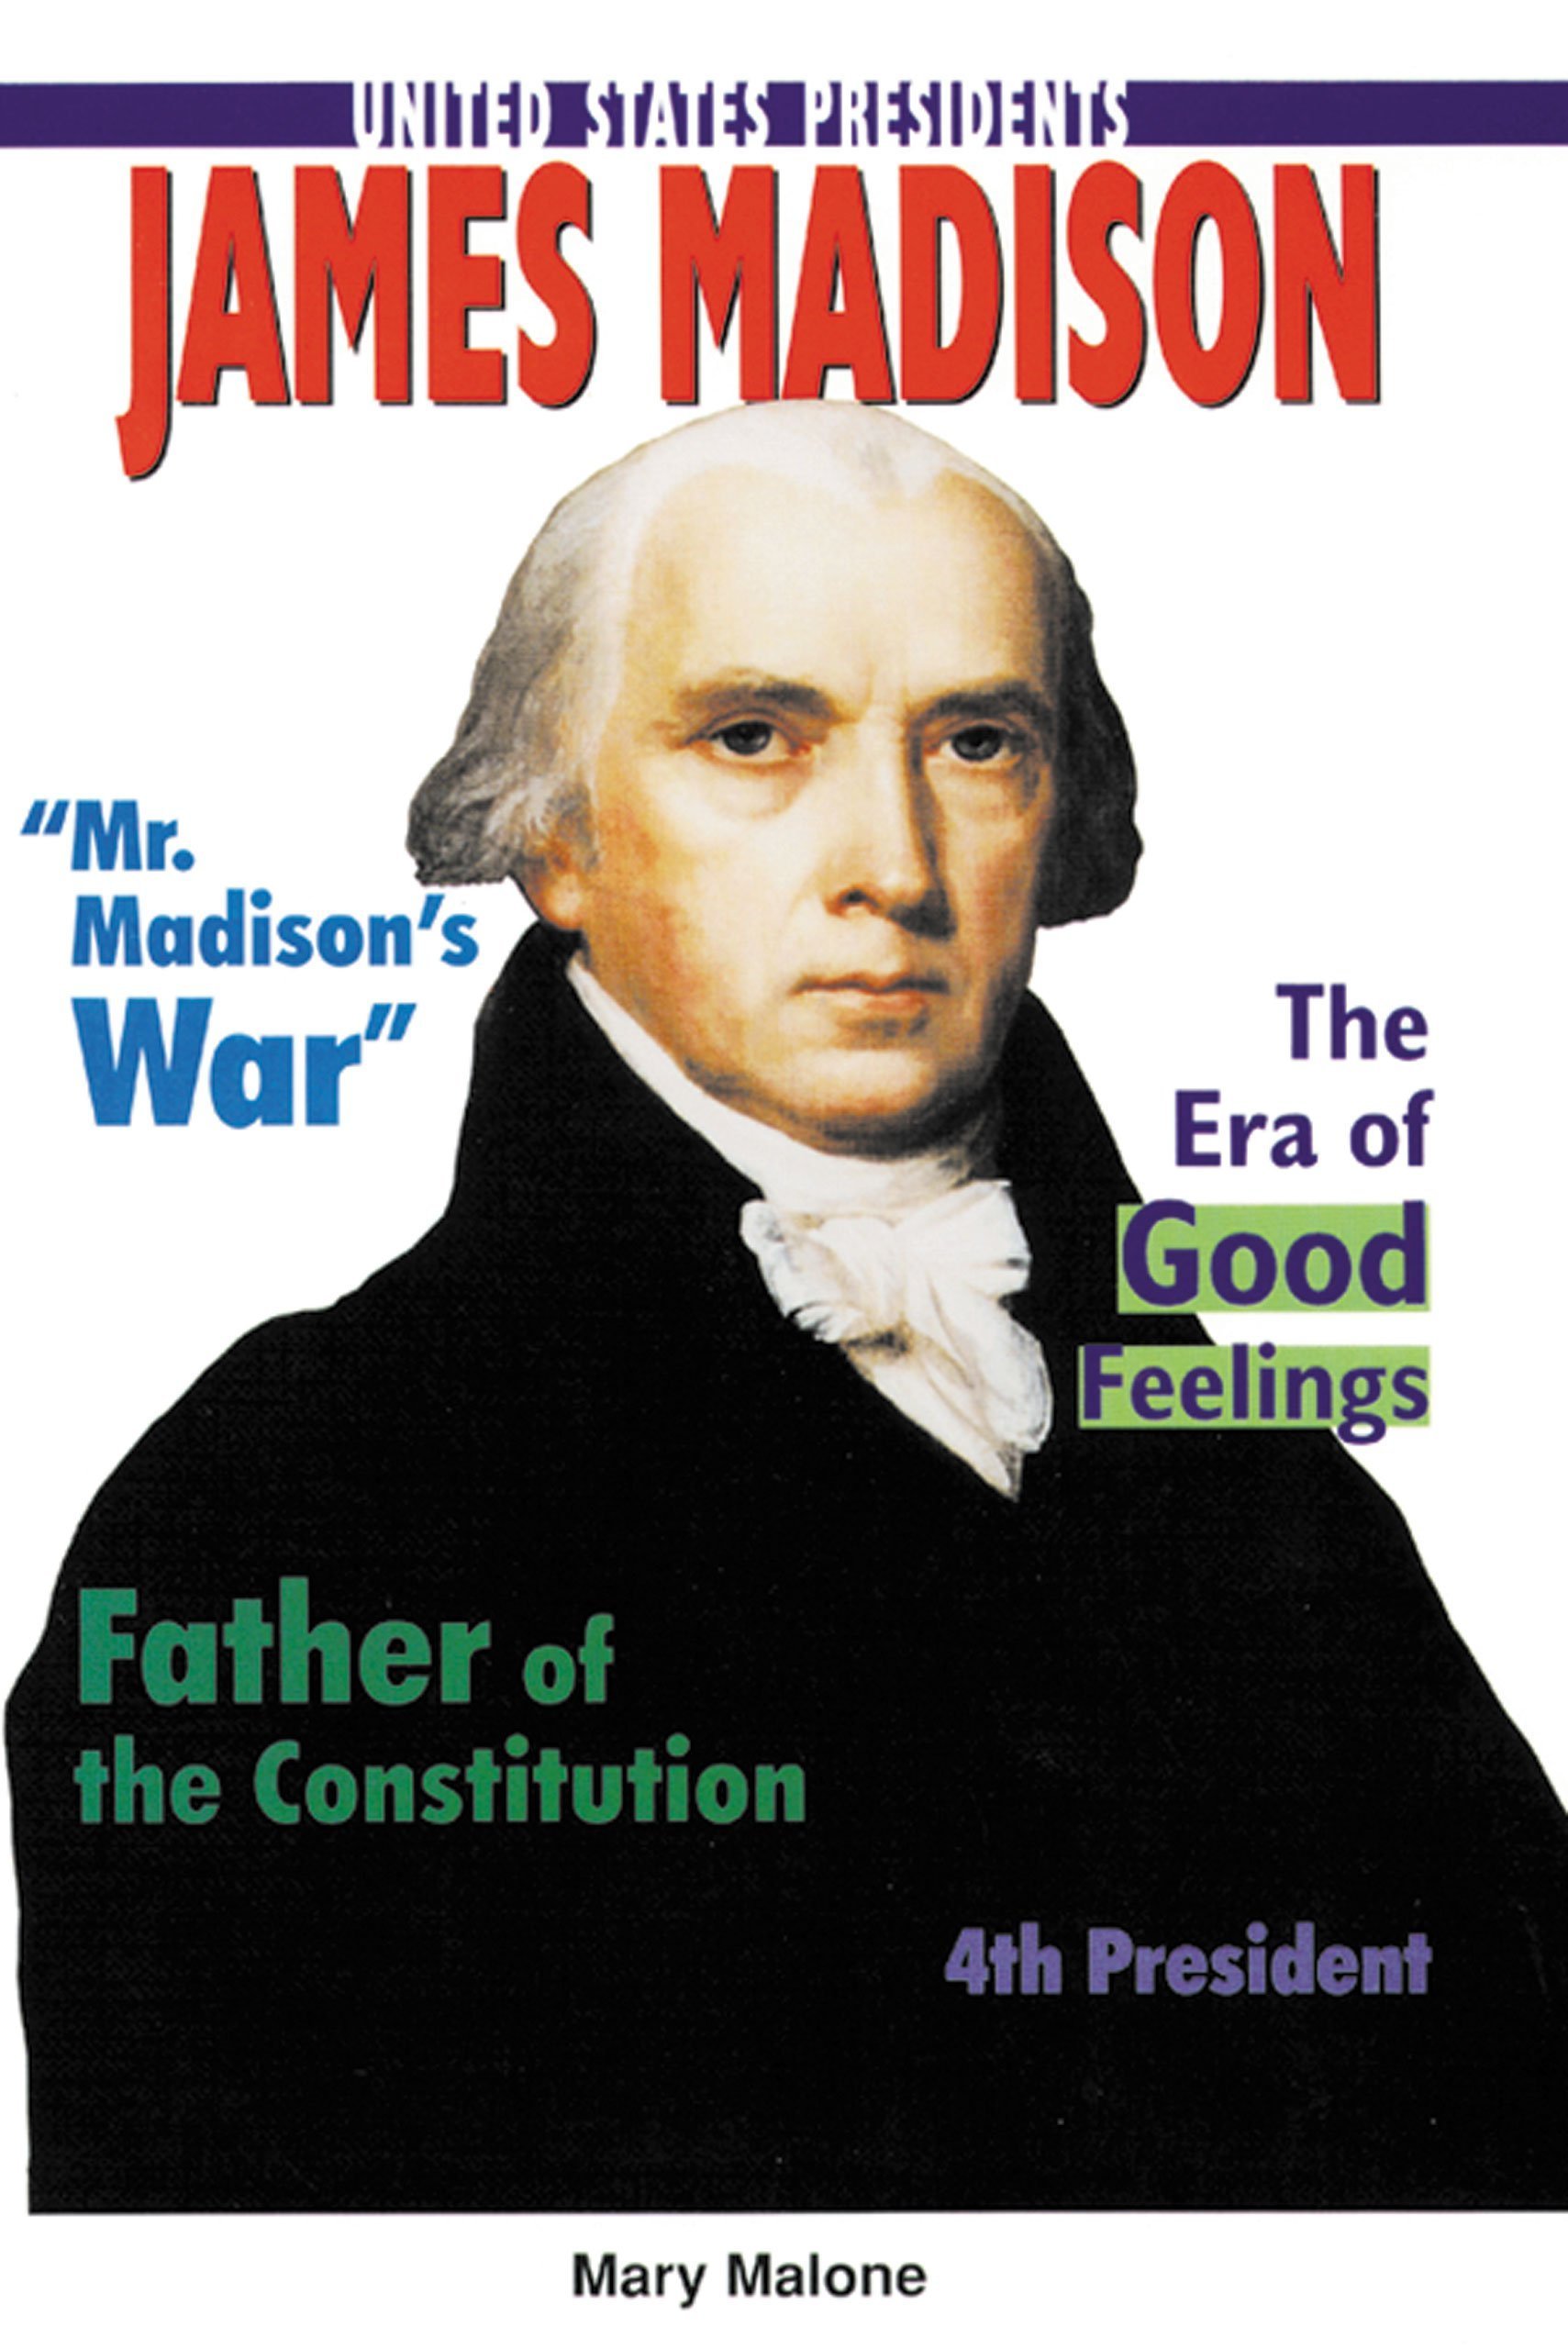 UNITED STATES PRESIDENTS
JAMES MADISON
“Mr.
Madison’s
War”
The
Era of
Good
Feelings
Father of
the Constitution
4th President
Mary Malone